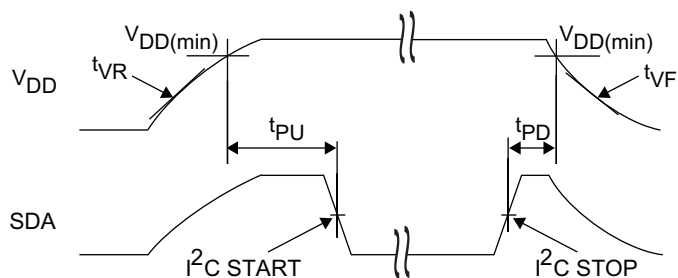 VDD(min)
VDD(min)
tVR
tVF
VDD
tPU
tPD
SDA
I²C START
I²C STOP